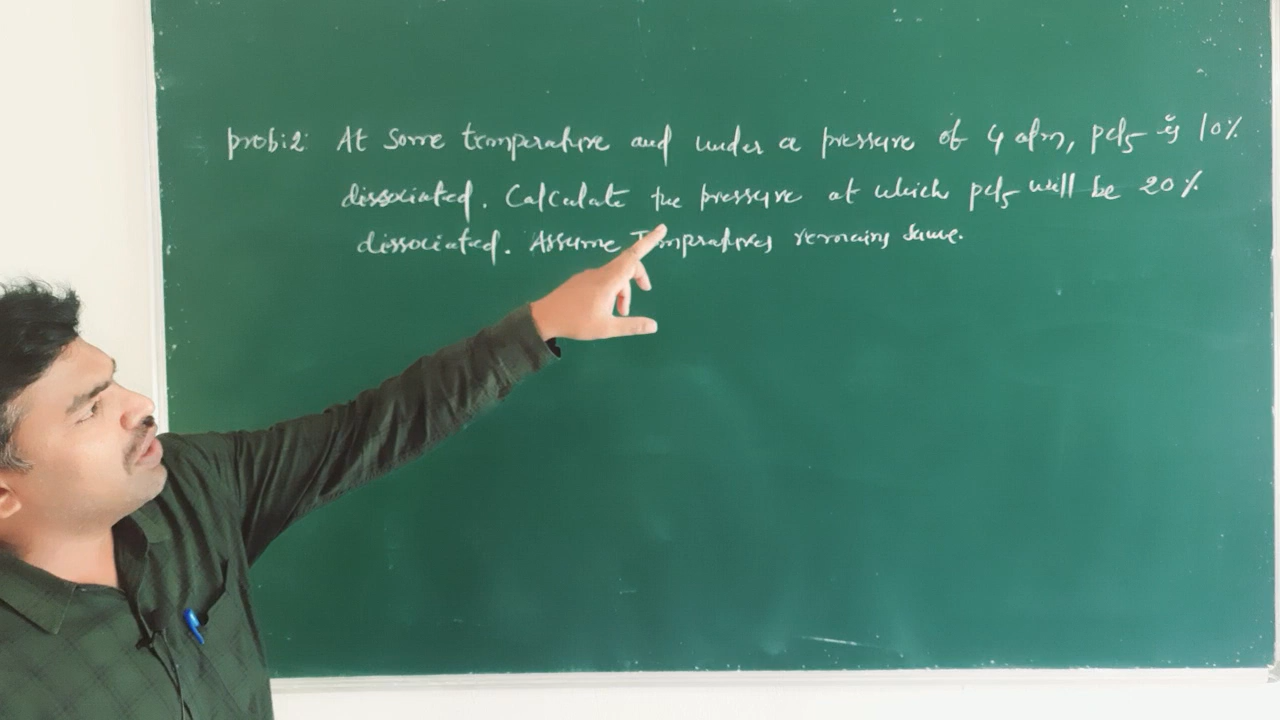 prob:2: At Some temperature and under a pressure of 4 atm, pcl5 is 10%
dissociated. Calculate the pressure at which pcl5 will be 20%
dissociated. Assume Tempratures remains same.